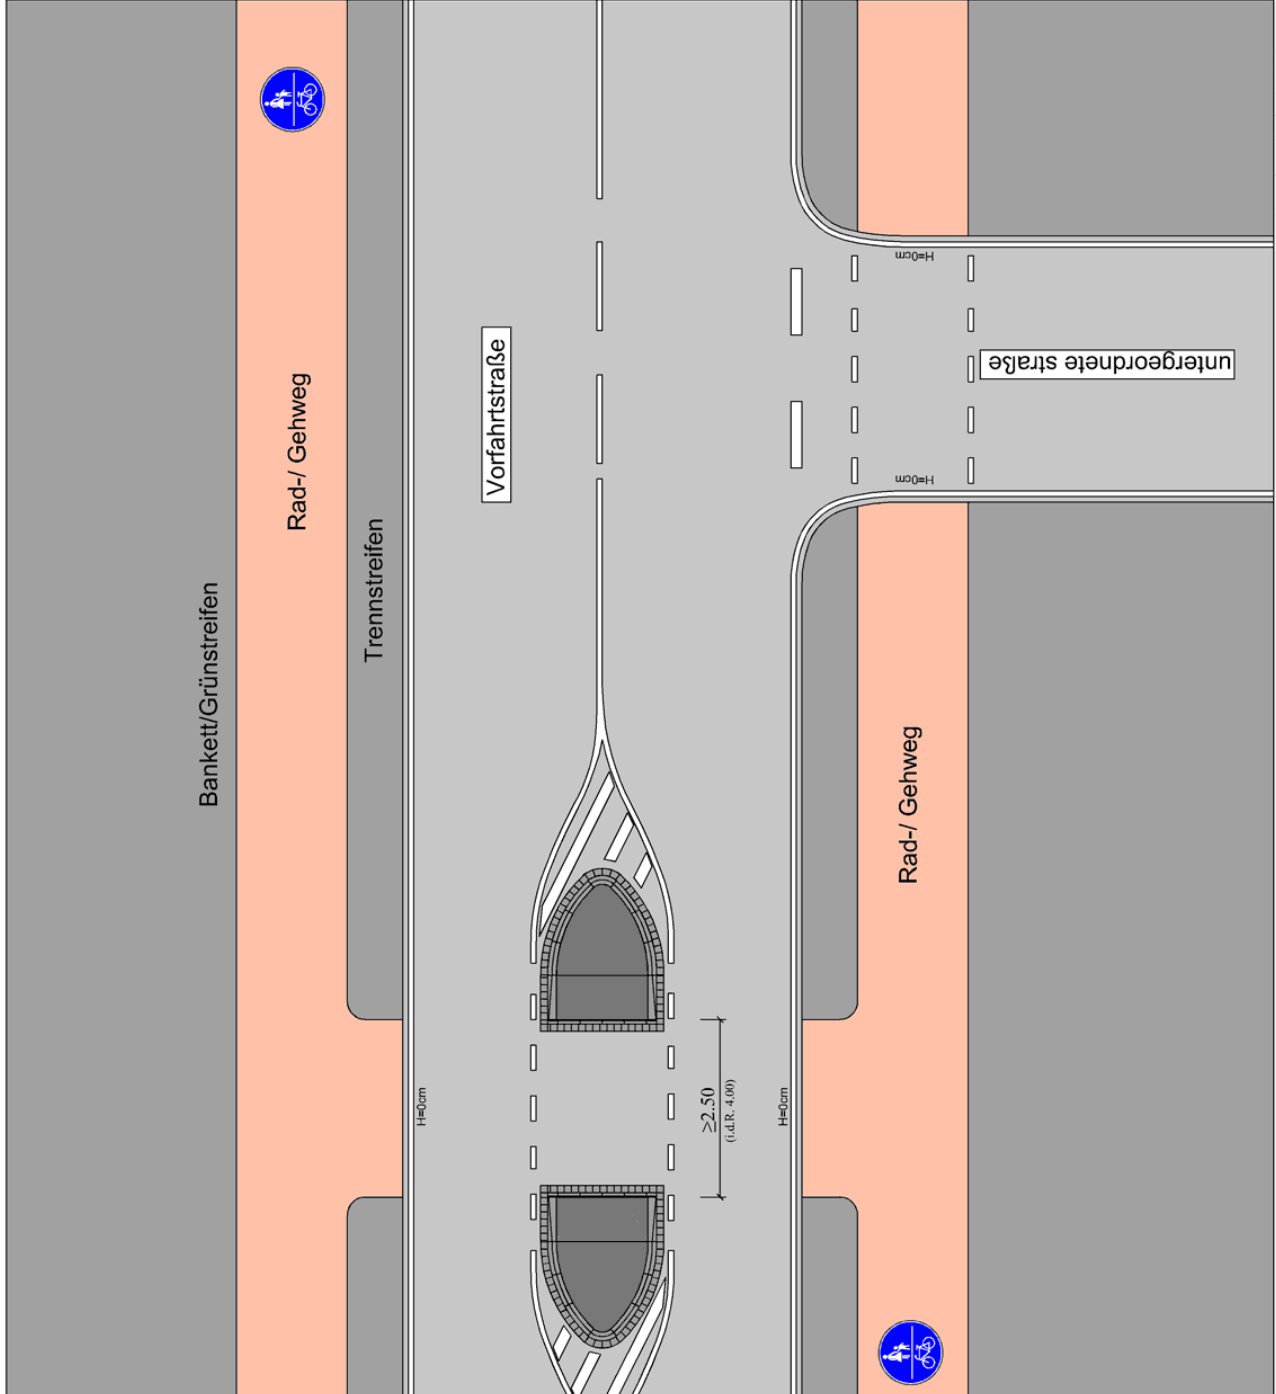 H=0cm
Vorfahrtstraße
untergeordnete straße
Rad-/ Gehweg
H=0cm
Trennstreifen
Bankett/Grünstreifen
Rad-/ Gehweg
H=0cm
≥2.50
(i.d.R. 4.00)
H=0cm